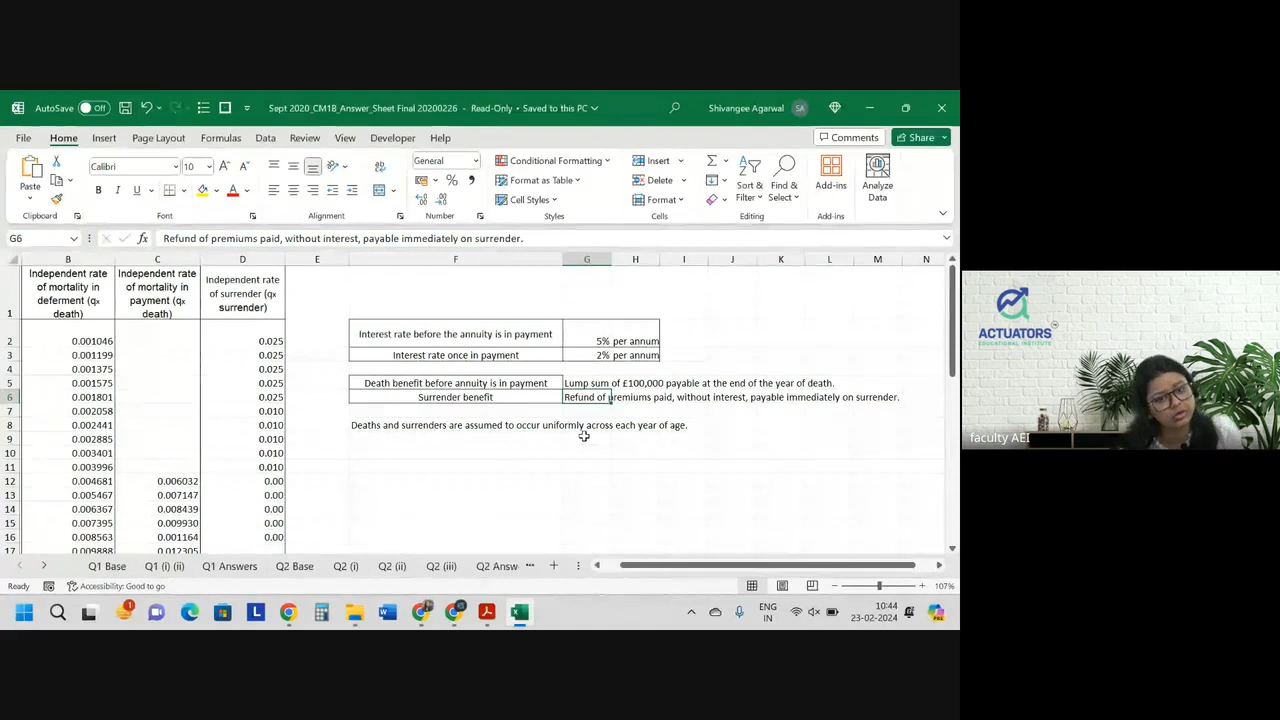 AutoSave Off Sept 2020_CM1B_Answer_Sheet Final 20200226 - Read-Only • Saved to this PC Shivangee Agarwal SA
File Home Insert Page Layout Formulas Data Review View Developer Help Comments Share
Paste Calibri 10 General Conditional Formatting Insert
B I U Format as Table Delete Sort & Filter Find & Select Add-ins Analyze Data
Cell Styles Format
Clipboard Font Alignment Number Styles Cells Editing Add-ins
G6 fx Refund of premiums paid, without interest, payable immediately on surrender.
B C D E F G H I J K L M N
1 Independent rate of mortality in deferment (qx death) Independent rate of mortality in payment (qx death) Independent rate of surrender (qx surrender)
2 0.001046 0.025 Interest rate before the annuity is in payment 5% per annum
3 0.001199 0.025 Interest rate once in payment 2% per annum
4 0.001375 0.025
5 0.001575 0.025 Death benefit before annuity is in payment Lump sum of £100,000 payable at the end of the year of death.
6 0.001801 0.025 Surrender benefit Refund of premiums paid, without interest, payable immediately on surrender.
7 0.002058 0.010
8 0.002441 0.010 Deaths and surrenders are assumed to occur uniformly across each year of age.
9 0.002885 0.010
10 0.003401 0.010
11 0.003996 0.010
12 0.004681 0.006032 0.00
13 0.005467 0.007147 0.00
14 0.006367 0.008439 0.00
15 0.007395 0.009930 0.00
16 0.008563 0.001164 0.00
17 0.009888 0.012305
Q1 Base Q1 (i) (ii) Q1 Answers Q2 Base Q2 (i) Q2 (ii) Q2 (iii) Q2 Answ
Ready Accessibility: Good to go 107%
ENG IN 10:44 23-02-2024
ACTUATORS
EDUCATIONAL INSTITUTE
faculty AEI